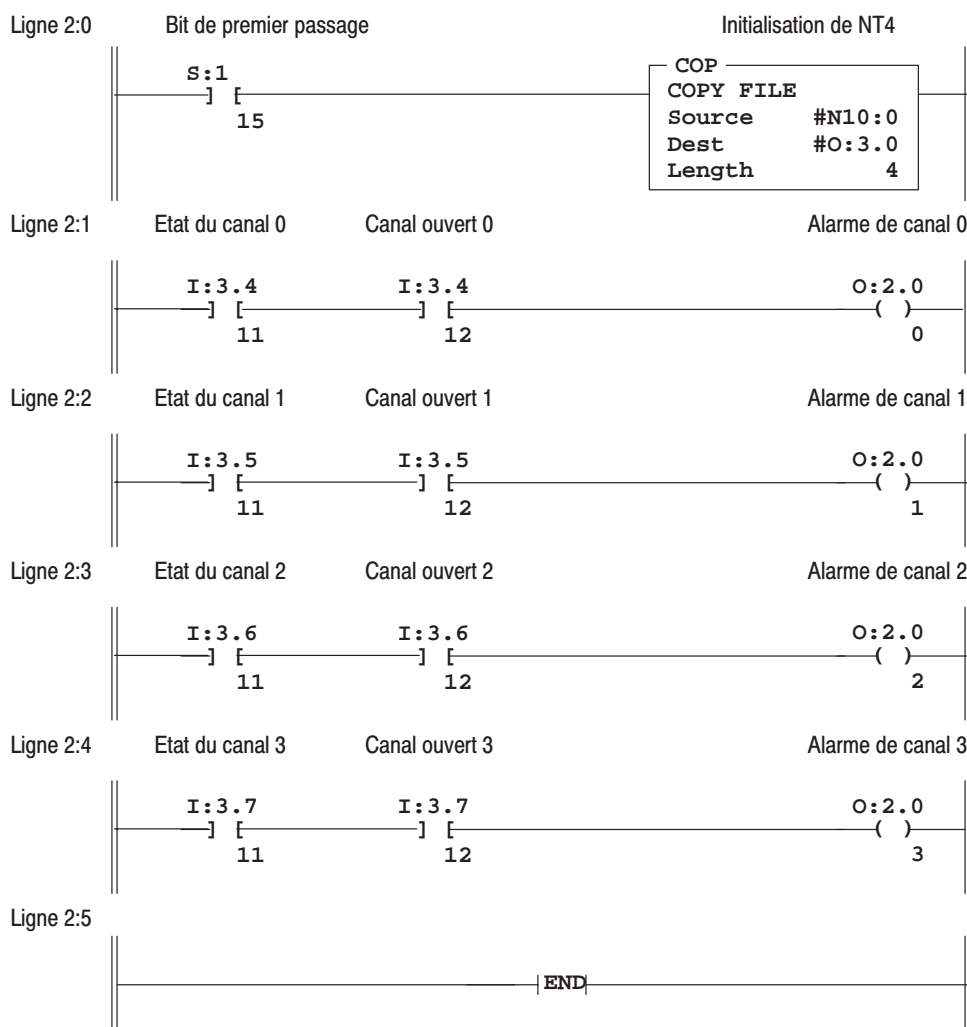 Ligne 2:0 Bit de premier passage Initialisation de NT4
S:1
] [
15
COP
COPY FILE
Source #N10:0
Dest #O:3.0
Length 4
Ligne 2:1 Etat du canal 0 Canal ouvert 0 Alarme de canal 0
I:3.4 I:3.4 O:2.0
] [ ] [ ( )
11 12 0
Ligne 2:2 Etat du canal 1 Canal ouvert 1 Alarme de canal 1
I:3.5 I:3.5 O:2.0
] [ ] [ ( )
11 12 1
Ligne 2:3 Etat du canal 2 Canal ouvert 2 Alarme de canal 2
I:3.6 I:3.6 O:2.0
] [ ] [ ( )
11 12 2
Ligne 2:4 Etat du canal 3 Canal ouvert 3 Alarme de canal 3
I:3.7 I:3.7 O:2.0
] [ ] [ ( )
11 12 3
Ligne 2:5
END